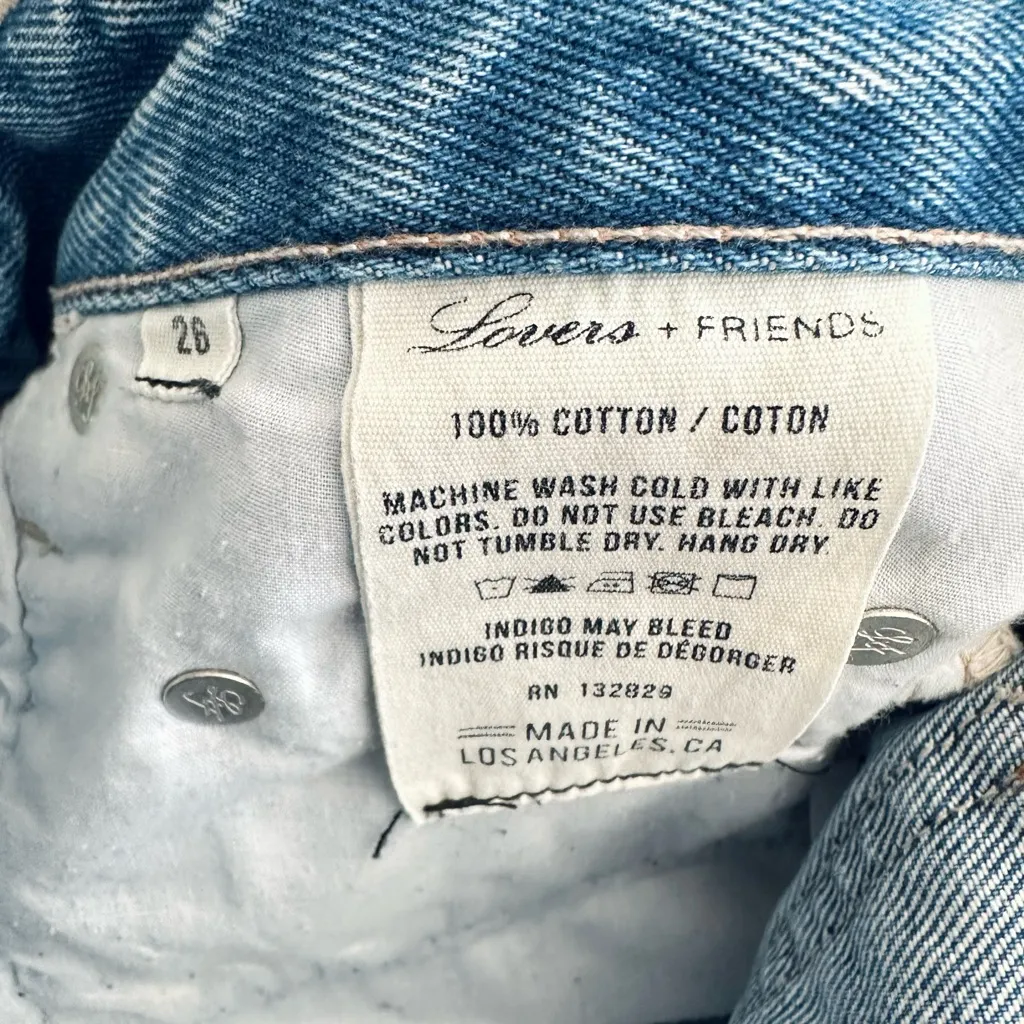 26
Lovers + FRIENDS
100% COTTON / COTON
MACHINE WASH COLD WITH LIKE
COLORS. DO NOT USE BLEACH. DO
NOT TUMBLE DRY. HANG DRY.
INDIGO MAY BLEED
INDIGO RISQUE DE DÉGORGER
RN 132829
MADE IN
LOS ANGELES, CA